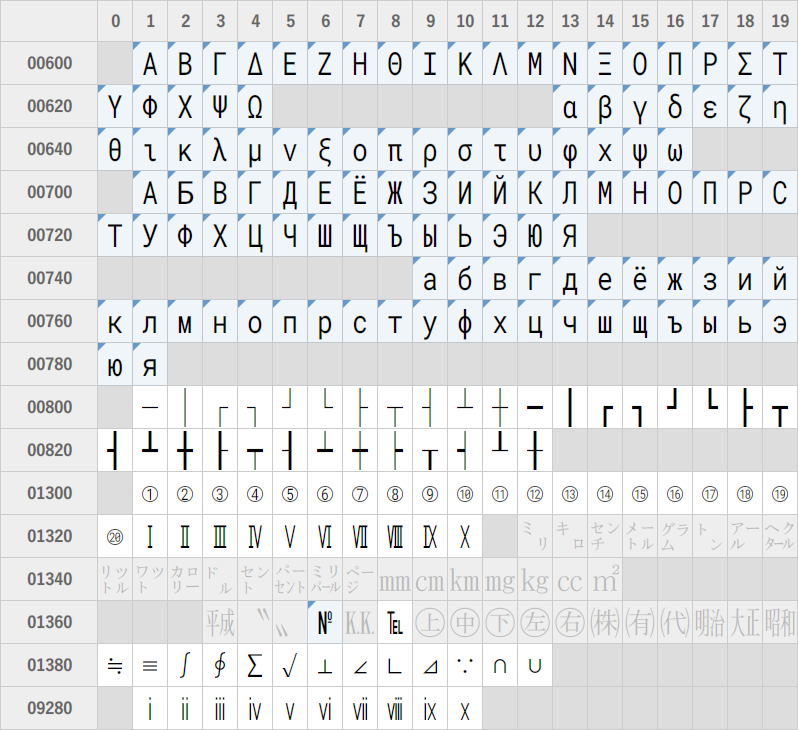 0 1 2 3 4 5 6 7 8 9 10 11 12 13 14 15 16 17 18 19
00600 Α Β Γ Δ Ε Ζ Η Θ Ι Κ Λ Μ Ν Ξ Ο Π Ρ Σ Τ
00620 Υ Φ Χ Ψ Ω α β γ δ ε ζ η
00640 θ ι κ λ μ ν ξ ο π ρ σ τ υ φ χ ψ ω
00700 А Б В Г Д Е Ё Ж З И Й К Л М Н О П Р С
00720 Т У Ф Х Ц Ч Ш Щ Ъ Ы Ь Э Ю Я
00740 а б в г д е ё ж з и й
00760 к л м н о п р с т у ф х ц ч ш щ ъ ы ь э
00780 ю я
00800 ─ │ ┌ ┐ ┘ └ ├ ┬ ┤ ┴ ┼ ━ ┃ ┏ ┓ ┛ ┗ ┣ ┳
00820 ┫ ┻ ╋ ┠ ┯ ┨ ┷ ┿ ┝ ┰ ┥ ┸ ╂
01300 ① ② ③ ④ ⑤ ⑥ ⑦ ⑧ ⑨ ⑩ ⑪ ⑫ ⑬ ⑭ ⑮ ⑯ ⑰ ⑱ ⑲
01320 ⑳ Ⅰ Ⅱ Ⅲ Ⅳ Ⅴ Ⅵ Ⅶ Ⅷ Ⅸ Ⅹ ㍉ ㌔ ㌢ ㍍ ㌘ ㌧ ㌃ ㌶
01340 ㍑ ㍗ ㌍ ㌦ ㌣ ㌫ ㍊ ㌻ ㎜ ㎝ ㎞ ㎎ ㎏ ㏄ ㎡
01360 ㍻ 〝 〟 № ㏍ ℡ ㊤ ㊥ ㊦ ㊧ ㊨ ㈱ ㈲ ㈹ ㍾ ㍽ ㍼
01380 ≒ ≡ ∫ ∮ ∑ √ ⊥ ∠ ∟ ⊿ ∵ ∩ ∪
09280 ⅰ ⅱ ⅲ ⅳ ⅴ ⅵ ⅶ ⅷ ⅸ ⅹ